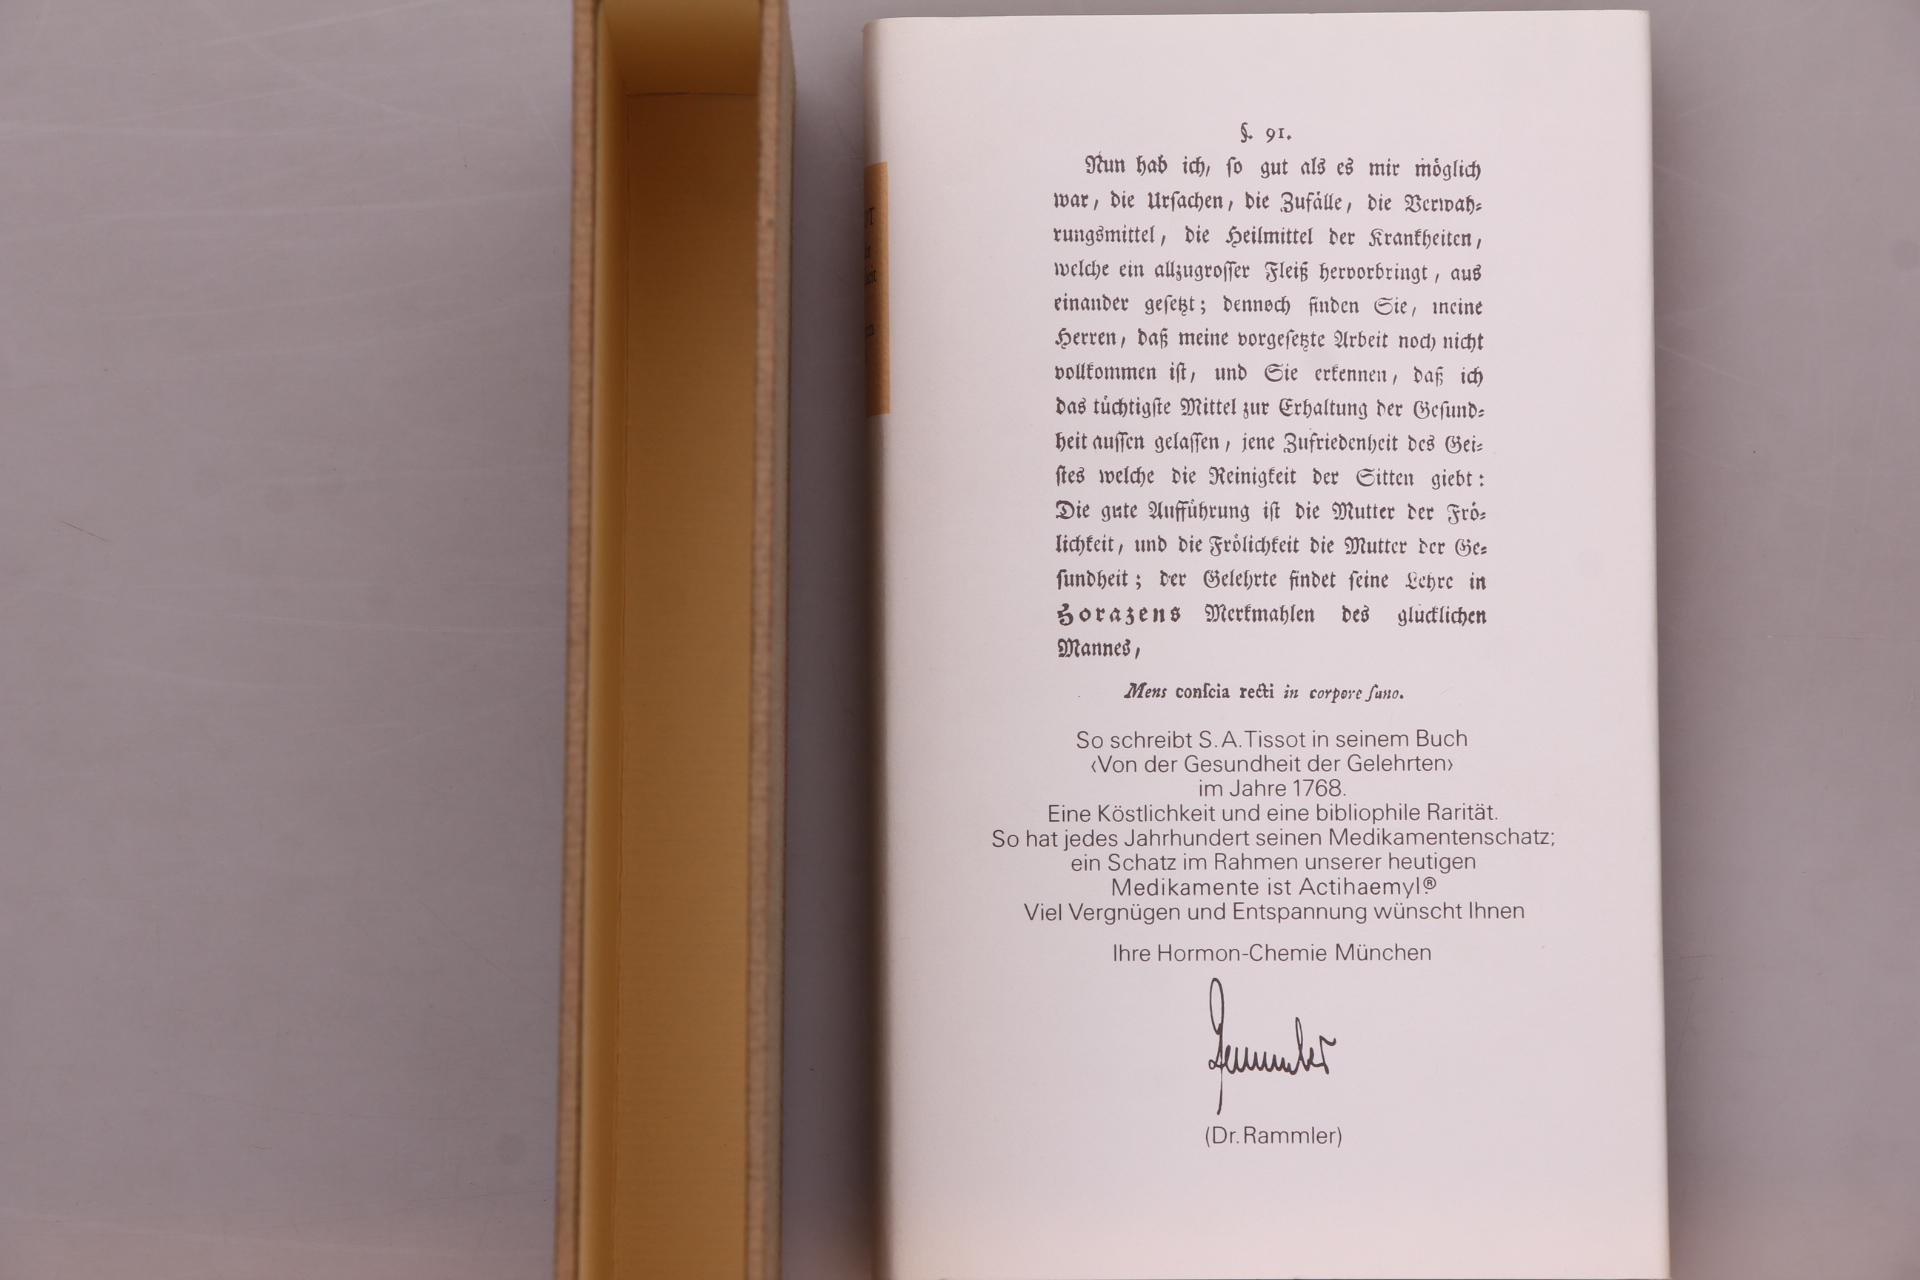 §. 91.
Nun hab ich, ſo gut als es mir möglich
war, die Urſachen, die Zufälle, die Verwah⸗
rungsmittel, die Heilmittel der Krankheiten,
welche ein allzugroſſer Fleiß hervorbringt, aus
einander geſetzt; dennoch finden Sie, meine
Herren, daß meine vorgeſetzte Arbeit noch nicht
vollkommen iſt, und Sie erkennen, daß ich
das tüchtigſte Mittel zur Erhaltung der Geſund⸗
heit auſſen gelaſſen, jene Zufriedenheit des Gei⸗
ſtes welche die Reinigkeit der Sitten giebt:
Die gute Aufführung iſt die Mutter der Frö⸗
lichkeit, und die Frölichkeit die Mutter der Ge⸗
ſundheit; der Gelehrte findet ſeine Lehre in
Horazens Merkmahlen des glücklichen
Mannes,
Mens conſcia recti in corpore ſano.
So schreibt S. A. Tissot in seinem Buch
‹Von der Gesundheit der Gelehrten›
im Jahre 1768.
Eine Köstlichkeit und eine bibliophile Rarität.
So hat jedes Jahrhundert seinen Medikamentenschatz;
ein Schatz im Rahmen unserer heutigen
Medikamente ist Actihaemyl®
Viel Vergnügen und Entspannung wünscht Ihnen
Ihre Hormon-Chemie München
Rammler
(Dr. Rammler)